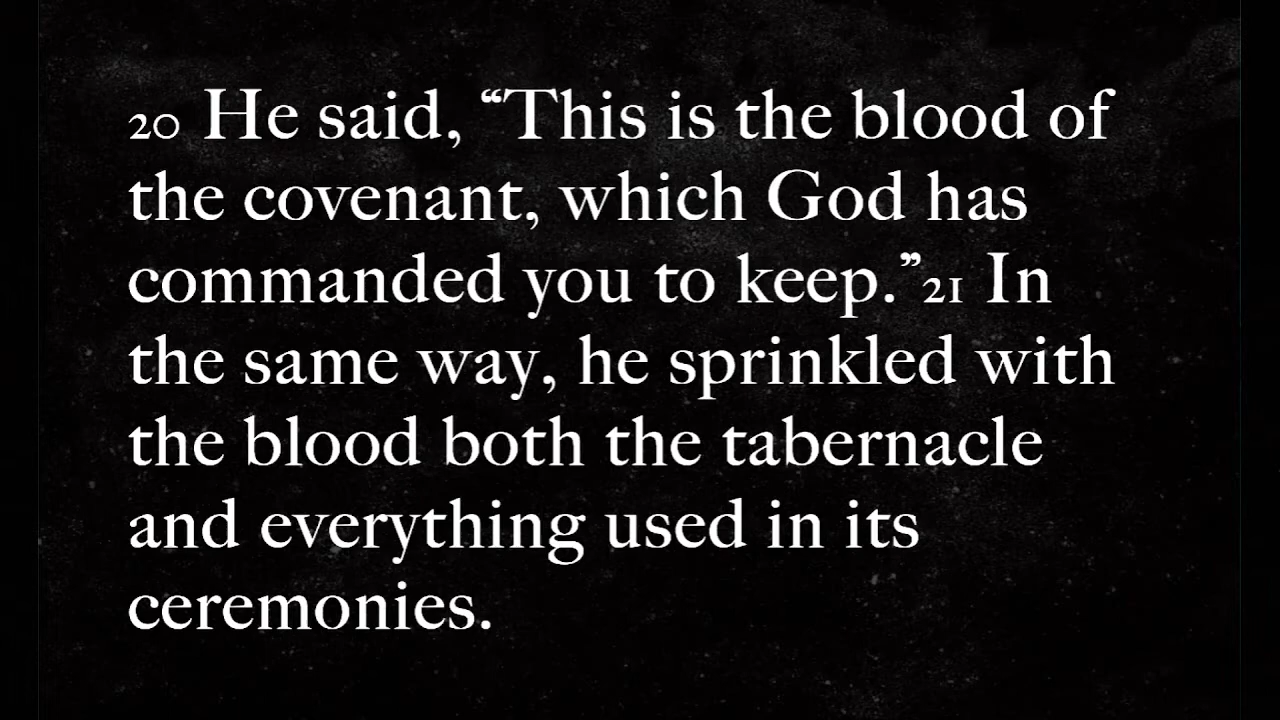 20 He said, “This is the blood of
the covenant, which God has
commanded you to keep.”21 In
the same way, he sprinkled with
the blood both the tabernacle
and everything used in its
ceremonies.